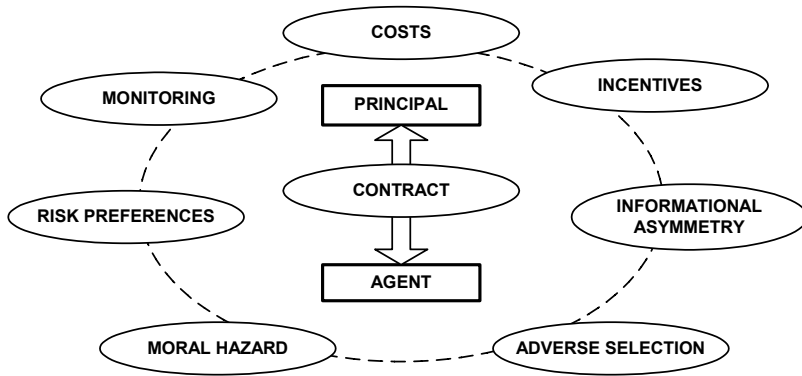 COSTS
MONITORING
INCENTIVES
PRINCIPAL
CONTRACT
RISK PREFERENCES
INFORMATIONAL
ASYMMETRY
AGENT
MORAL HAZARD
ADVERSE SELECTION